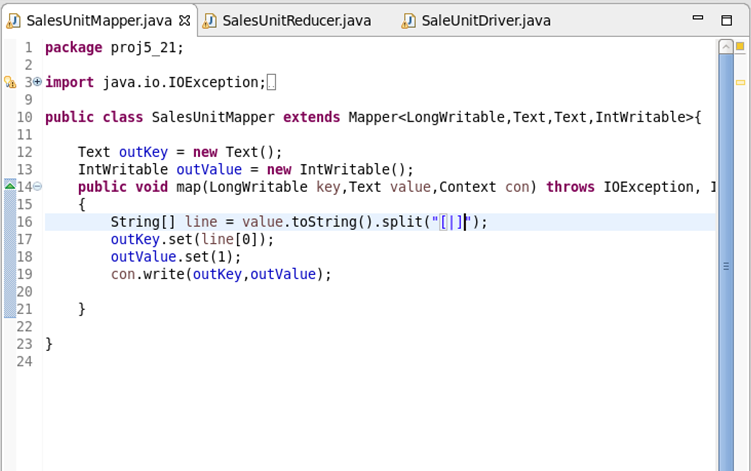 SalesUnitMapper.java SalesUnitReducer.java SaleUnitDriver.java
1 package proj5_21;
2
3 import java.io.IOException;
9
10 public class SalesUnitMapper extends Mapper<LongWritable,Text,Text,IntWritable>{
11
12     Text outKey = new Text();
13     IntWritable outValue = new IntWritable();
14     public void map(LongWritable key,Text value,Context con) throws IOException, I
15     {
16         String[] line = value.toString().split("[|]");
17         outKey.set(line[0]);
18         outValue.set(1);
19         con.write(outKey,outValue);
20
21     }
22
23 }
24